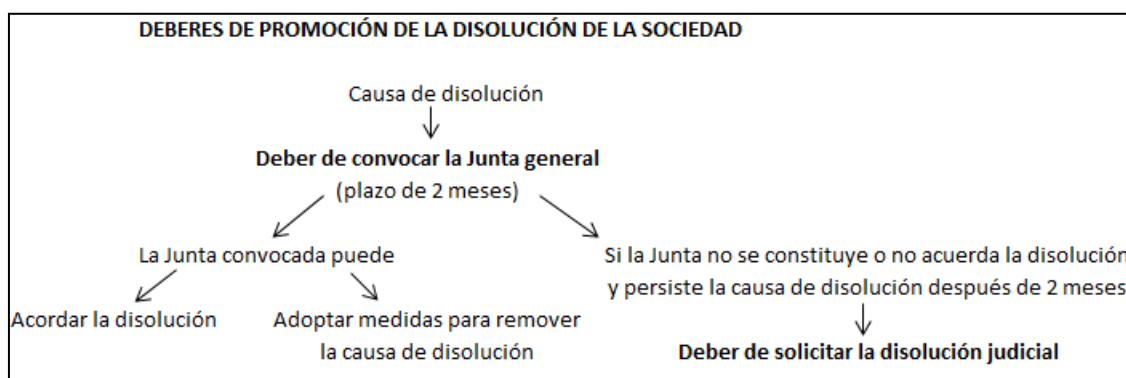 DEBERES DE PROMOCIÓN DE LA DISOLUCIÓN DE LA SOCIEDAD
Causa de disolución
Deber de convocar la Junta general
(plazo de 2 meses)
La Junta convocada puede
Acordar la disolución
Adoptar medidas para remover
la causa de disolución
Si la Junta no se constituye o no acuerda la disolución
y persiste la causa de disolución después de 2 meses
Deber de solicitar la disolución judicial